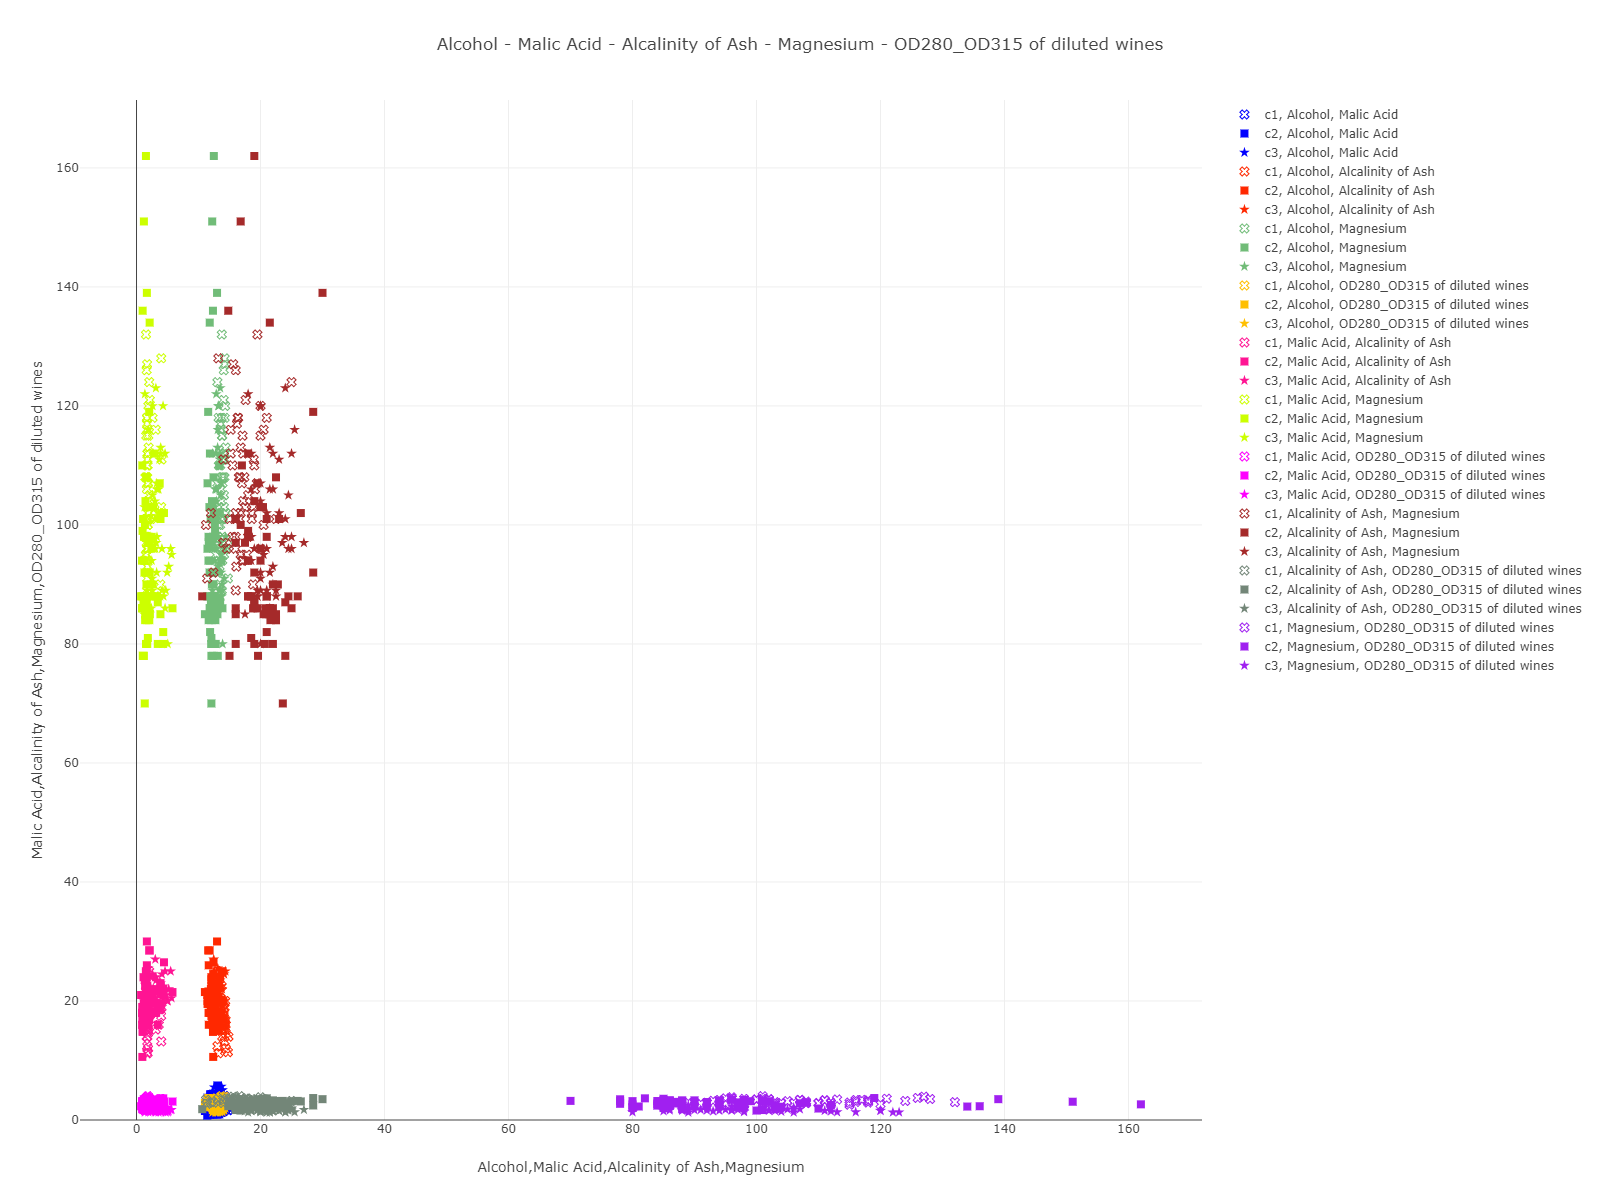 Alcohol - Malic Acid - Alcalinity of Ash - Magnesium - OD280_OD315 of diluted wines
Malic Acid,Alcalinity of Ash,Magnesium,OD280_OD315 of diluted wines
160
140
120
100
80
60
40
20
0
0 20 40 60 80 100 120 140 160
Alcohol,Malic Acid,Alcalinity of Ash,Magnesium
c1, Alcohol, Malic Acid
c2, Alcohol, Malic Acid
c3, Alcohol, Malic Acid
c1, Alcohol, Alcalinity of Ash
c2, Alcohol, Alcalinity of Ash
c3, Alcohol, Alcalinity of Ash
c1, Alcohol, Magnesium
c2, Alcohol, Magnesium
c3, Alcohol, Magnesium
c1, Alcohol, OD280_OD315 of diluted wines
c2, Alcohol, OD280_OD315 of diluted wines
c3, Alcohol, OD280_OD315 of diluted wines
c1, Malic Acid, Alcalinity of Ash
c2, Malic Acid, Alcalinity of Ash
c3, Malic Acid, Alcalinity of Ash
c1, Malic Acid, Magnesium
c2, Malic Acid, Magnesium
c3, Malic Acid, Magnesium
c1, Malic Acid, OD280_OD315 of diluted wines
c2, Malic Acid, OD280_OD315 of diluted wines
c3, Malic Acid, OD280_OD315 of diluted wines
c1, Alcalinity of Ash, Magnesium
c2, Alcalinity of Ash, Magnesium
c3, Alcalinity of Ash, Magnesium
c1, Alcalinity of Ash, OD280_OD315 of diluted wines
c2, Alcalinity of Ash, OD280_OD315 of diluted wines
c3, Alcalinity of Ash, OD280_OD315 of diluted wines
c1, Magnesium, OD280_OD315 of diluted wines
c2, Magnesium, OD280_OD315 of diluted wines
c3, Magnesium, OD280_OD315 of diluted wines